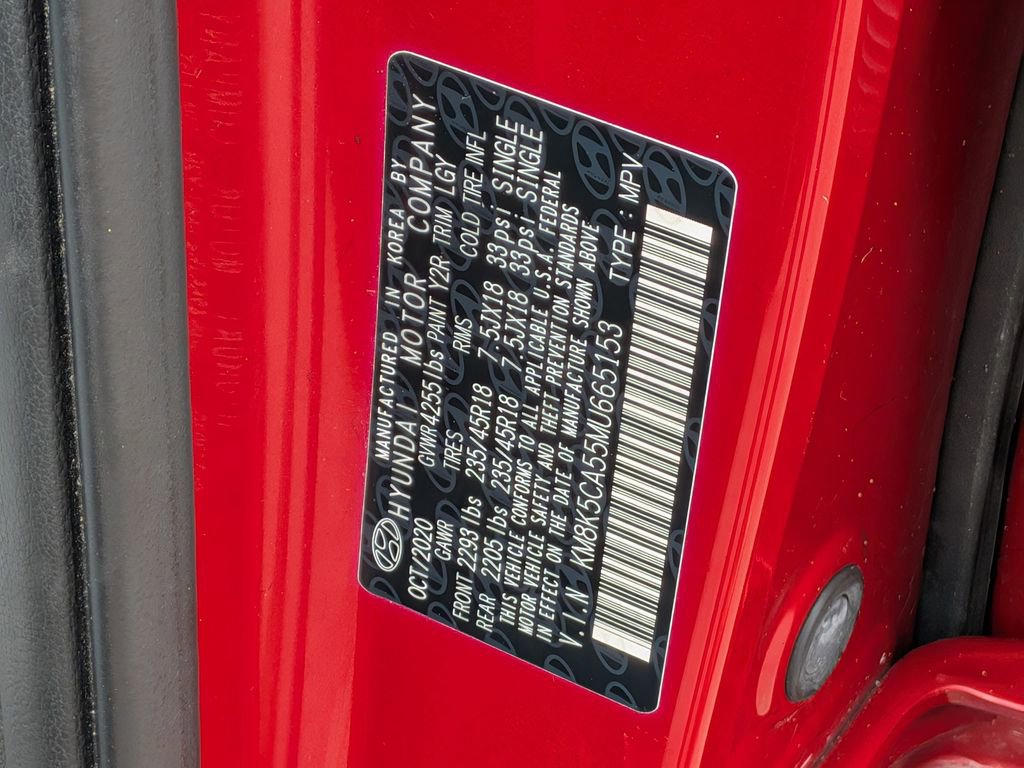 MANUFACTURED IN KOREA BY
HYUNDAI MOTOR COMPANY
OCT/2020 GVWR 4255lbs PAINT Y2R TRIM OLGY
GAWR TIRES RIMS COLD TIRE INFL
FRONT 2293lbs 235/45R18 7.5JX18 33psi SINGLE
REAR 2205lbs 235/45R18 7.5JX18 33psi SINGLE
THIS VEHICLE CONFORMS TO ALL APPLICABLE U.S.A. FEDERAL
MOTOR VEHICLE SAFETY AND THEFT PREVENTION STANDARDS
IN EFFECT ON THE DATE OF MANUFACTURE SHOWN ABOVE
V.I.N KM8K5CA55MU665153 TYPE : MPV